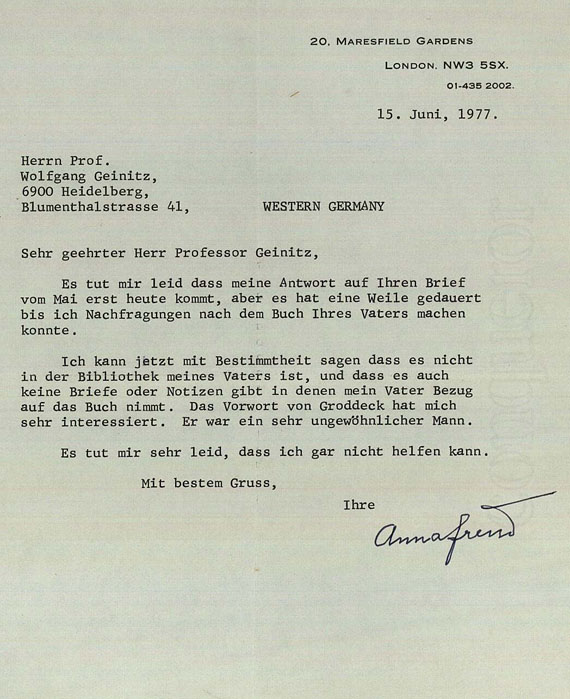 20, MARESFIELD GARDENS
LONDON. NW3 5SX.
01-435 2002.
15. Juni, 1977.
Herrn Prof.
Wolfgang Geinitz,
6900 Heidelberg,
Blumenthalstrasse 41, WESTERN GERMANY
Sehr geehrter Herr Professor Geinitz,
Es tut mir leid dass meine Antwort auf Ihren Brief
vom Mai erst heute kommt, aber es hat eine Weile gedauert
bis ich Nachfragungen nach dem Buch Ihres Vaters machen
konnte.
Ich kann jetzt mit Bestimmtheit sagen dass es nicht
in der Bibliothek meines Vaters ist, und dass es auch
keine Briefe oder Notizen gibt in denen mein Vater Bezug
auf das Buch nimmt. Das Vorwort von Groddeck hat mich
sehr interessiert. Er war ein sehr ungewöhnlicher Mann.
Es tut mir sehr leid, dass ich gar nicht helfen kann.
Mit bestem Gruss,
Ihre
Anna Freud